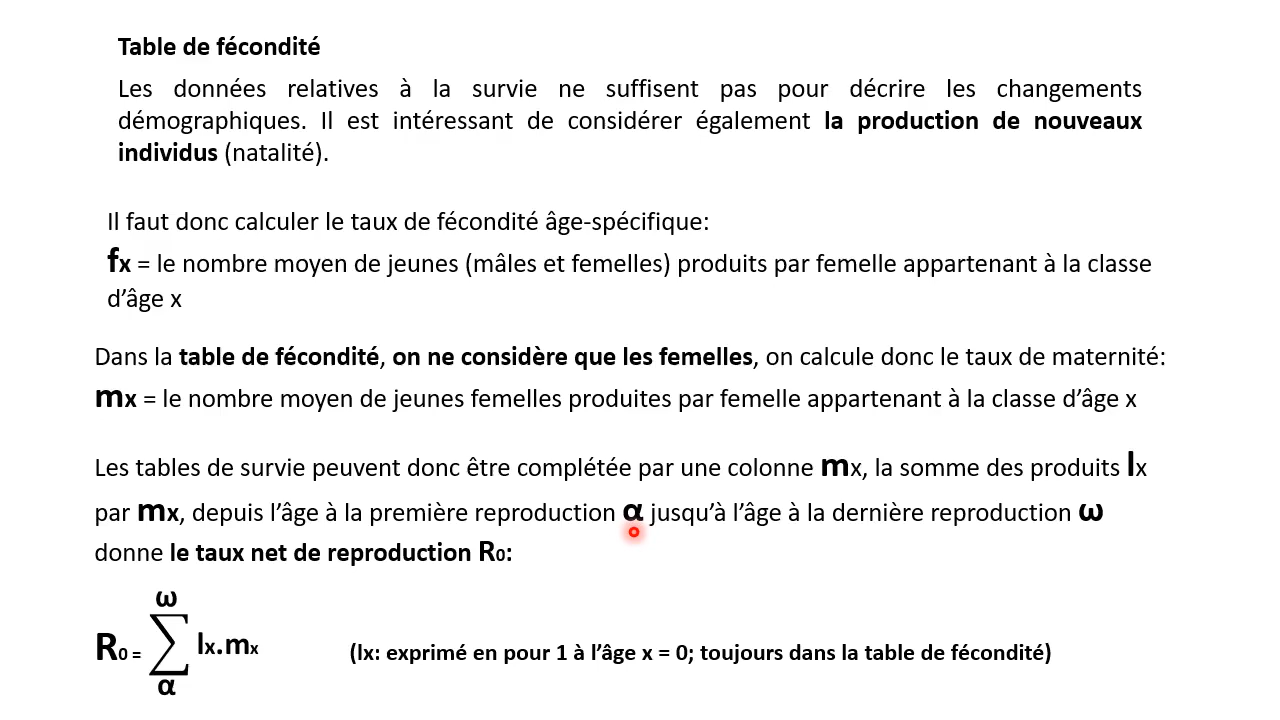 Table de fécondité
Les données relatives à la survie ne suffisent pas pour décrire les changements
démographiques. Il est intéressant de considérer également la production de nouveaux
individus (natalité).
Il faut donc calculer le taux de fécondité âge-spécifique:
fx = le nombre moyen de jeunes (mâles et femelles) produits par femelle appartenant à la classe
d’âge x
Dans la table de fécondité, on ne considère que les femelles, on calcule donc le taux de maternité:
mx = le nombre moyen de jeunes femelles produites par femelle appartenant à la classe d’âge x
Les tables de survie peuvent donc être complétée par une colonne mx, la somme des produits lx
par mx, depuis l’âge à la première reproduction α jusqu’à l’âge à la dernière reproduction ω
donne le taux net de reproduction R0:
ω
R0 = ∑ lx.mx (lx: exprimé en pour 1 à l’âge x = 0; toujours dans la table de fécondité)
α